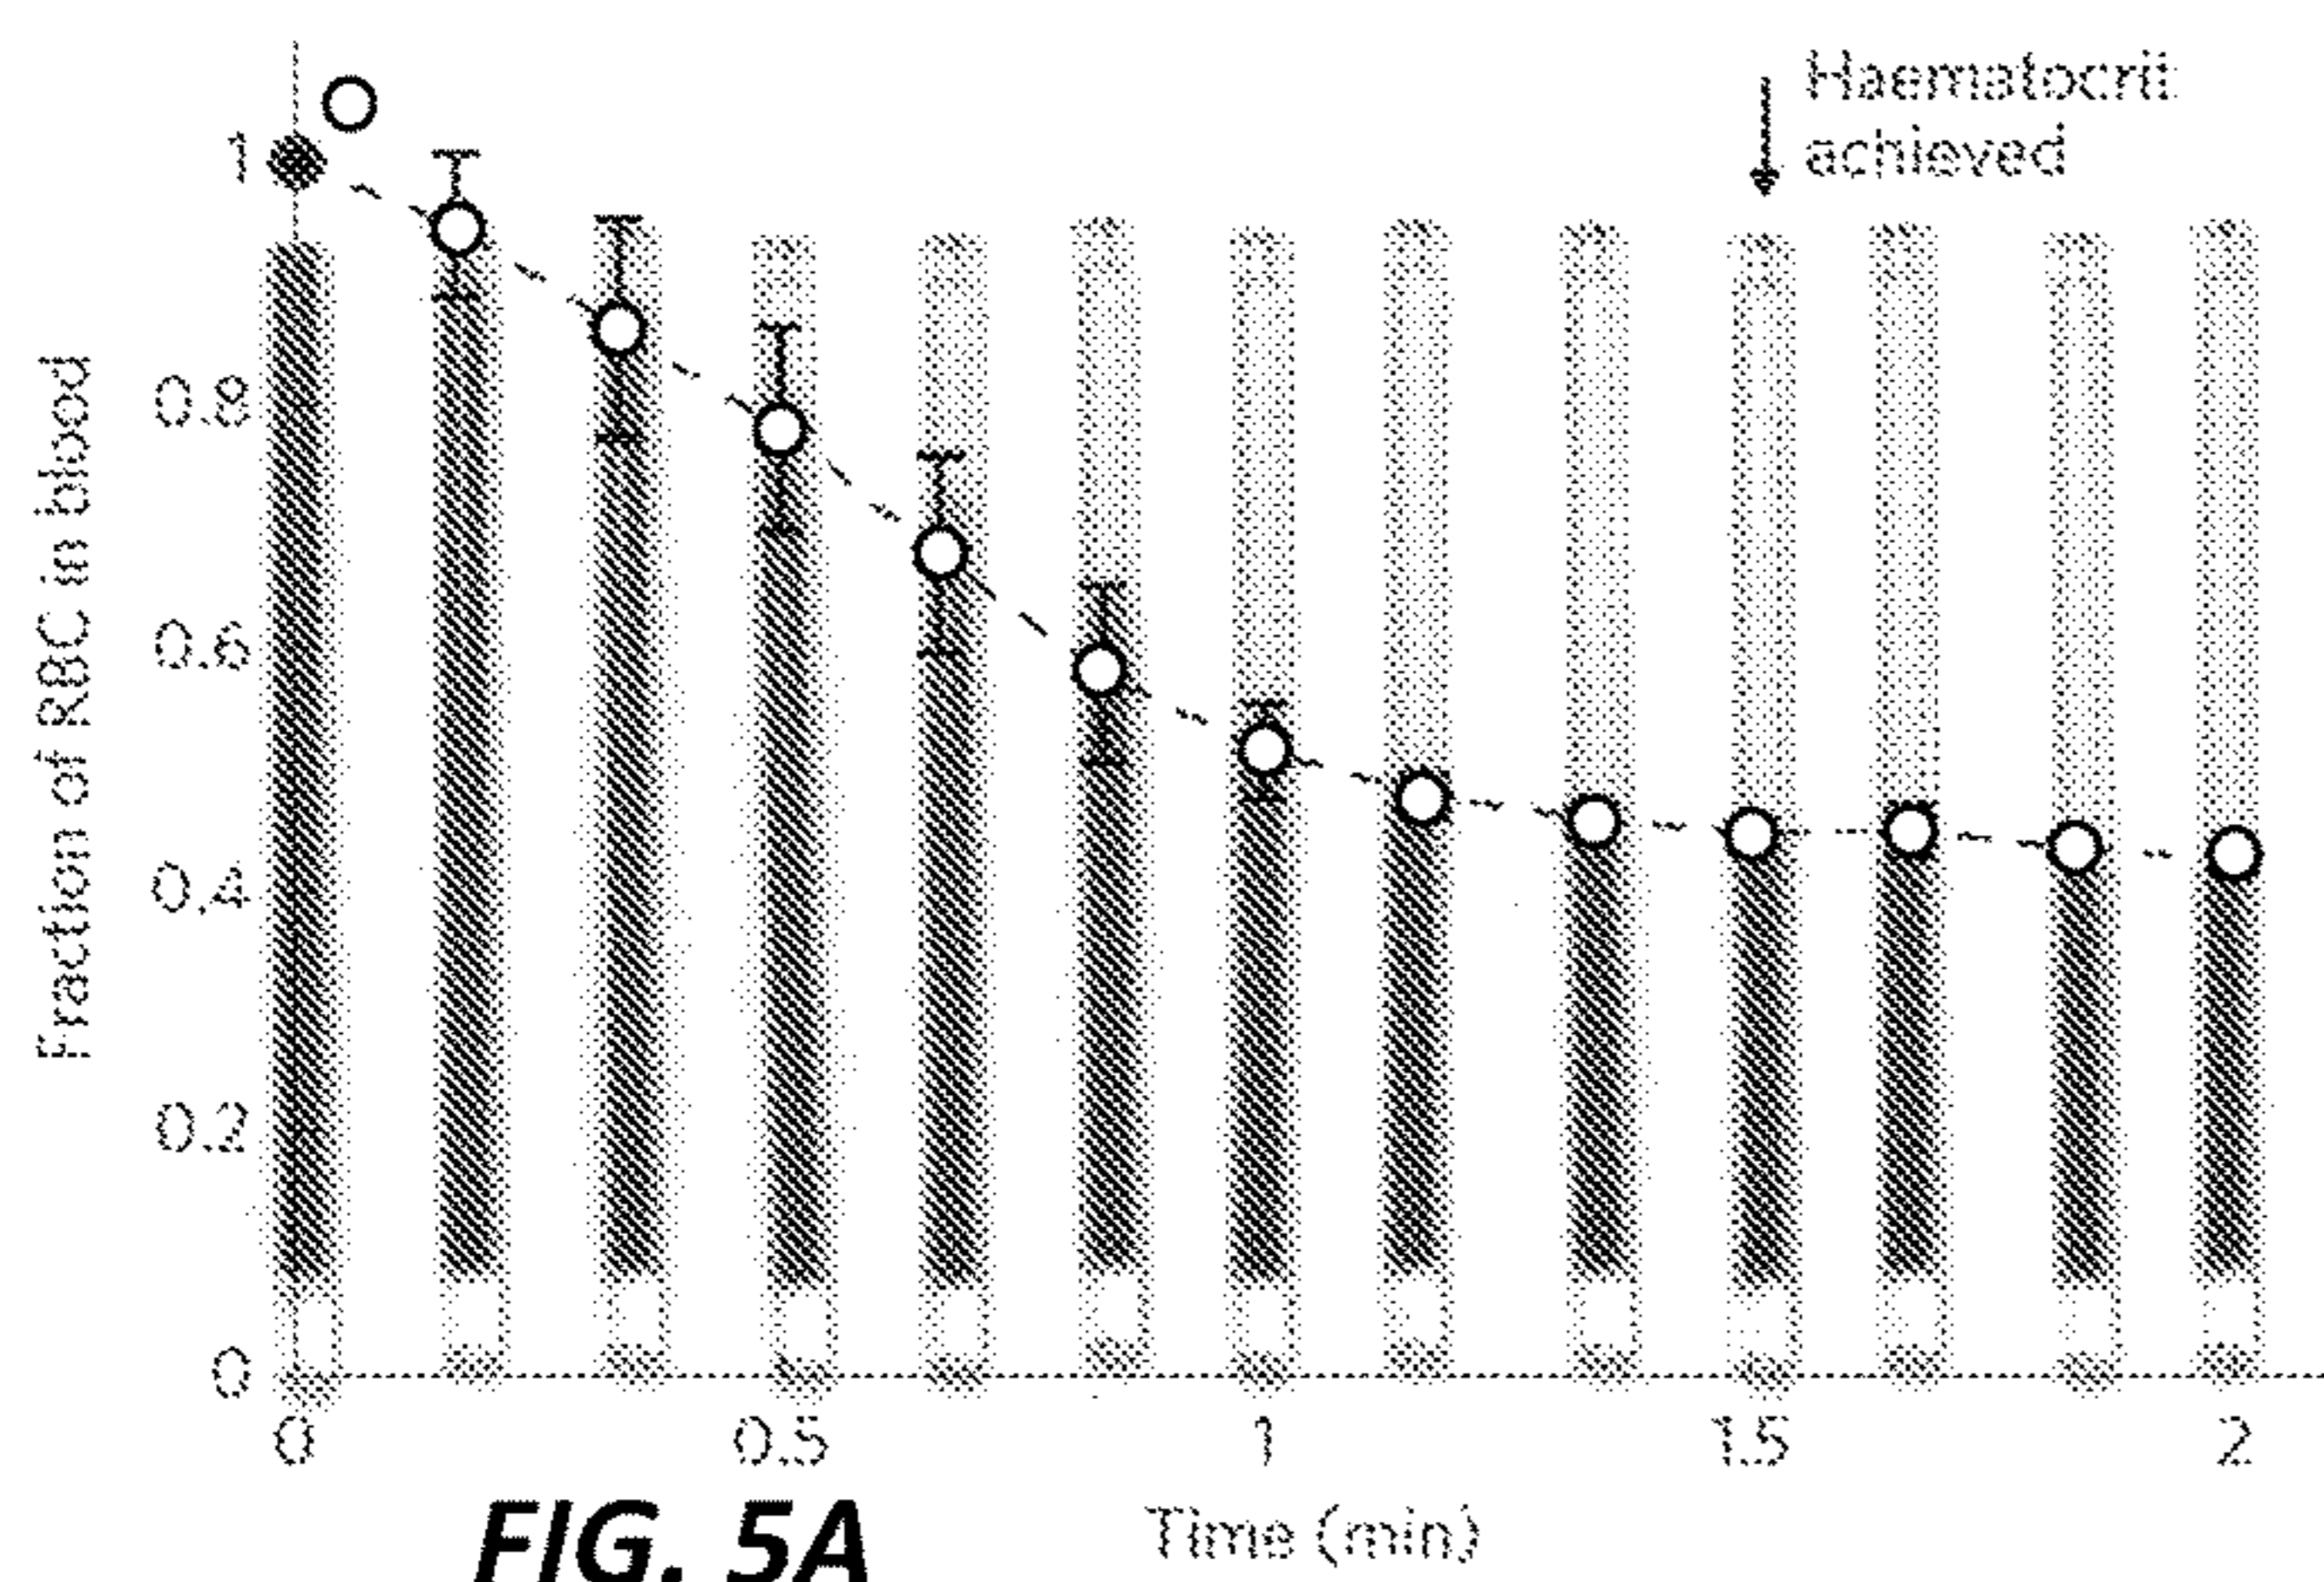 Haematocrit
achieved
Fraction of RBC in blood
1
0.8
0.6
0.4
0.2
0
0 0.5 1 1.5 2
Time (min)
FIG. 5A